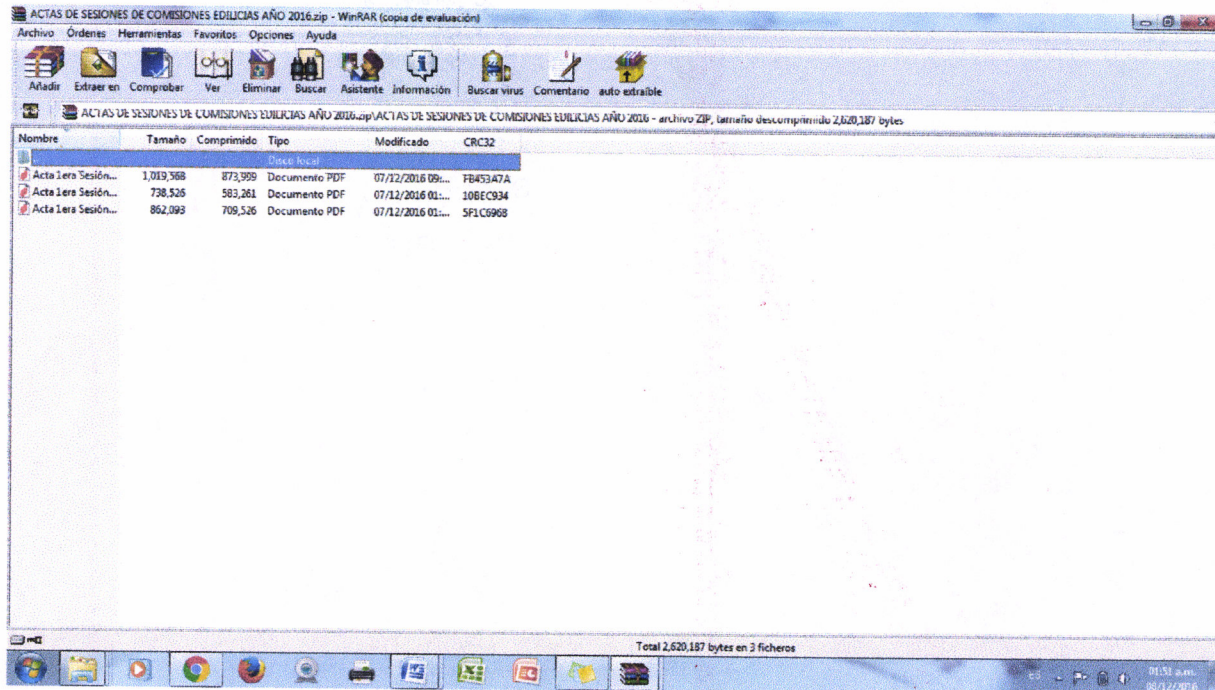 ACTAS DE SESIONES DE COMISIONES EDILICIAS AÑO 2016.zip - WinRAR (copia de evaluación)
Archivo Órdenes Herramientas Favoritos Opciones Ayuda
Añadir Extraer en Comprobar Ver Eliminar Buscar Asistente Información Buscar virus Comentario auto extraíble
ACTAS DE SESIONES DE COMISIONES EDILICIAS AÑO 2016.zip\ACTAS DE SESIONES DE COMISIONES EDILICIAS AÑO 2016 - archivo ZIP, tamaño descomprimido 2,620,187 bytes
Nombre Tamaño Comprimido Tipo Modificado CRC32
Disco local
Acta 1era Sesión... 1,019,568 873,999 Documento PDF 07/12/2016 09:... FB453A7A
Acta 1era Sesión... 738,526 583,261 Documento PDF 07/12/2016 01:... 10BEC934
Acta 1era Sesión... 862,093 709,526 Documento PDF 07/12/2016 01:... 5F1C6968
Total 2,620,187 bytes en 3 ficheros
ES
01:51 a.m.
08/12/2016